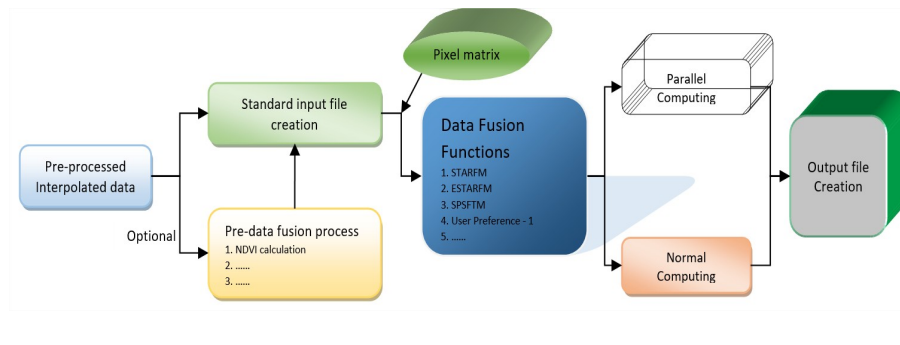 Pre-processed
Interpolated data
Optional
Standard input file
creation
Pre-data fusion process
1. NDVI calculation
2. ......
3. ......
Pixel matrix
Data Fusion
Functions
1. STARFM
2. ESTARFM
3. SPSFTM
4. User Preference - 1
5. ......
Parallel
Computing
Normal
Computing
Output file
Creation